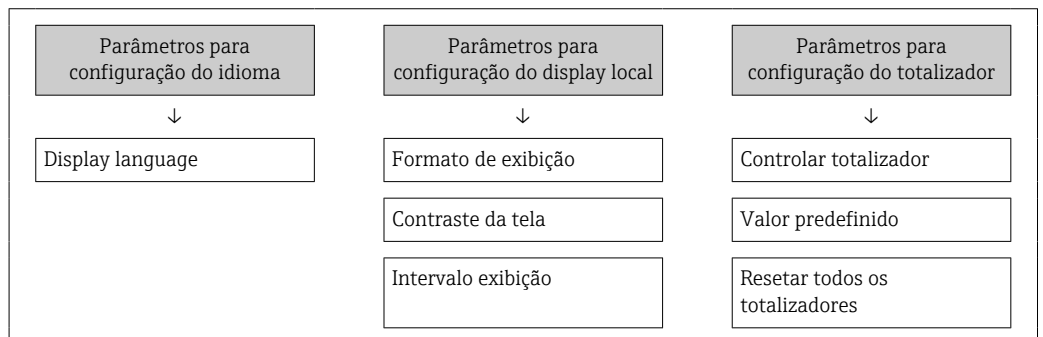 Parâmetros para
configuração do idioma
Parâmetros para
configuração do display local
Parâmetros para
configuração do totalizador
↓
↓
↓
Display language
Formato de exibição
Controlar totalizador
Contraste da tela
Valor predefinido
Intervalo exibição
Resetar todos os
totalizadores